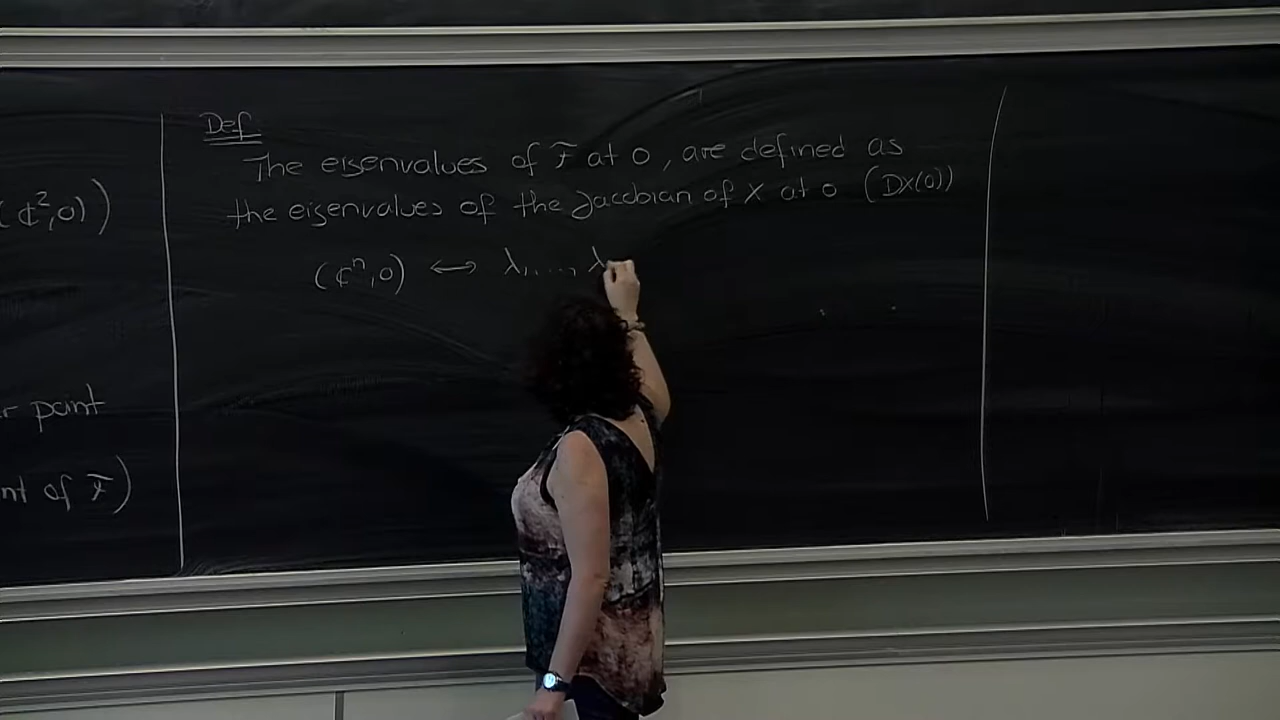 (ℂ²,0))
r point
nt of F̃)
Def
The eigenvalues of F̃ at 0, are defined as
the eigenvalues of the Jacobian of X at 0 (DX(0))
(ℂⁿ,0) ⟷ λ₁, ..., λ